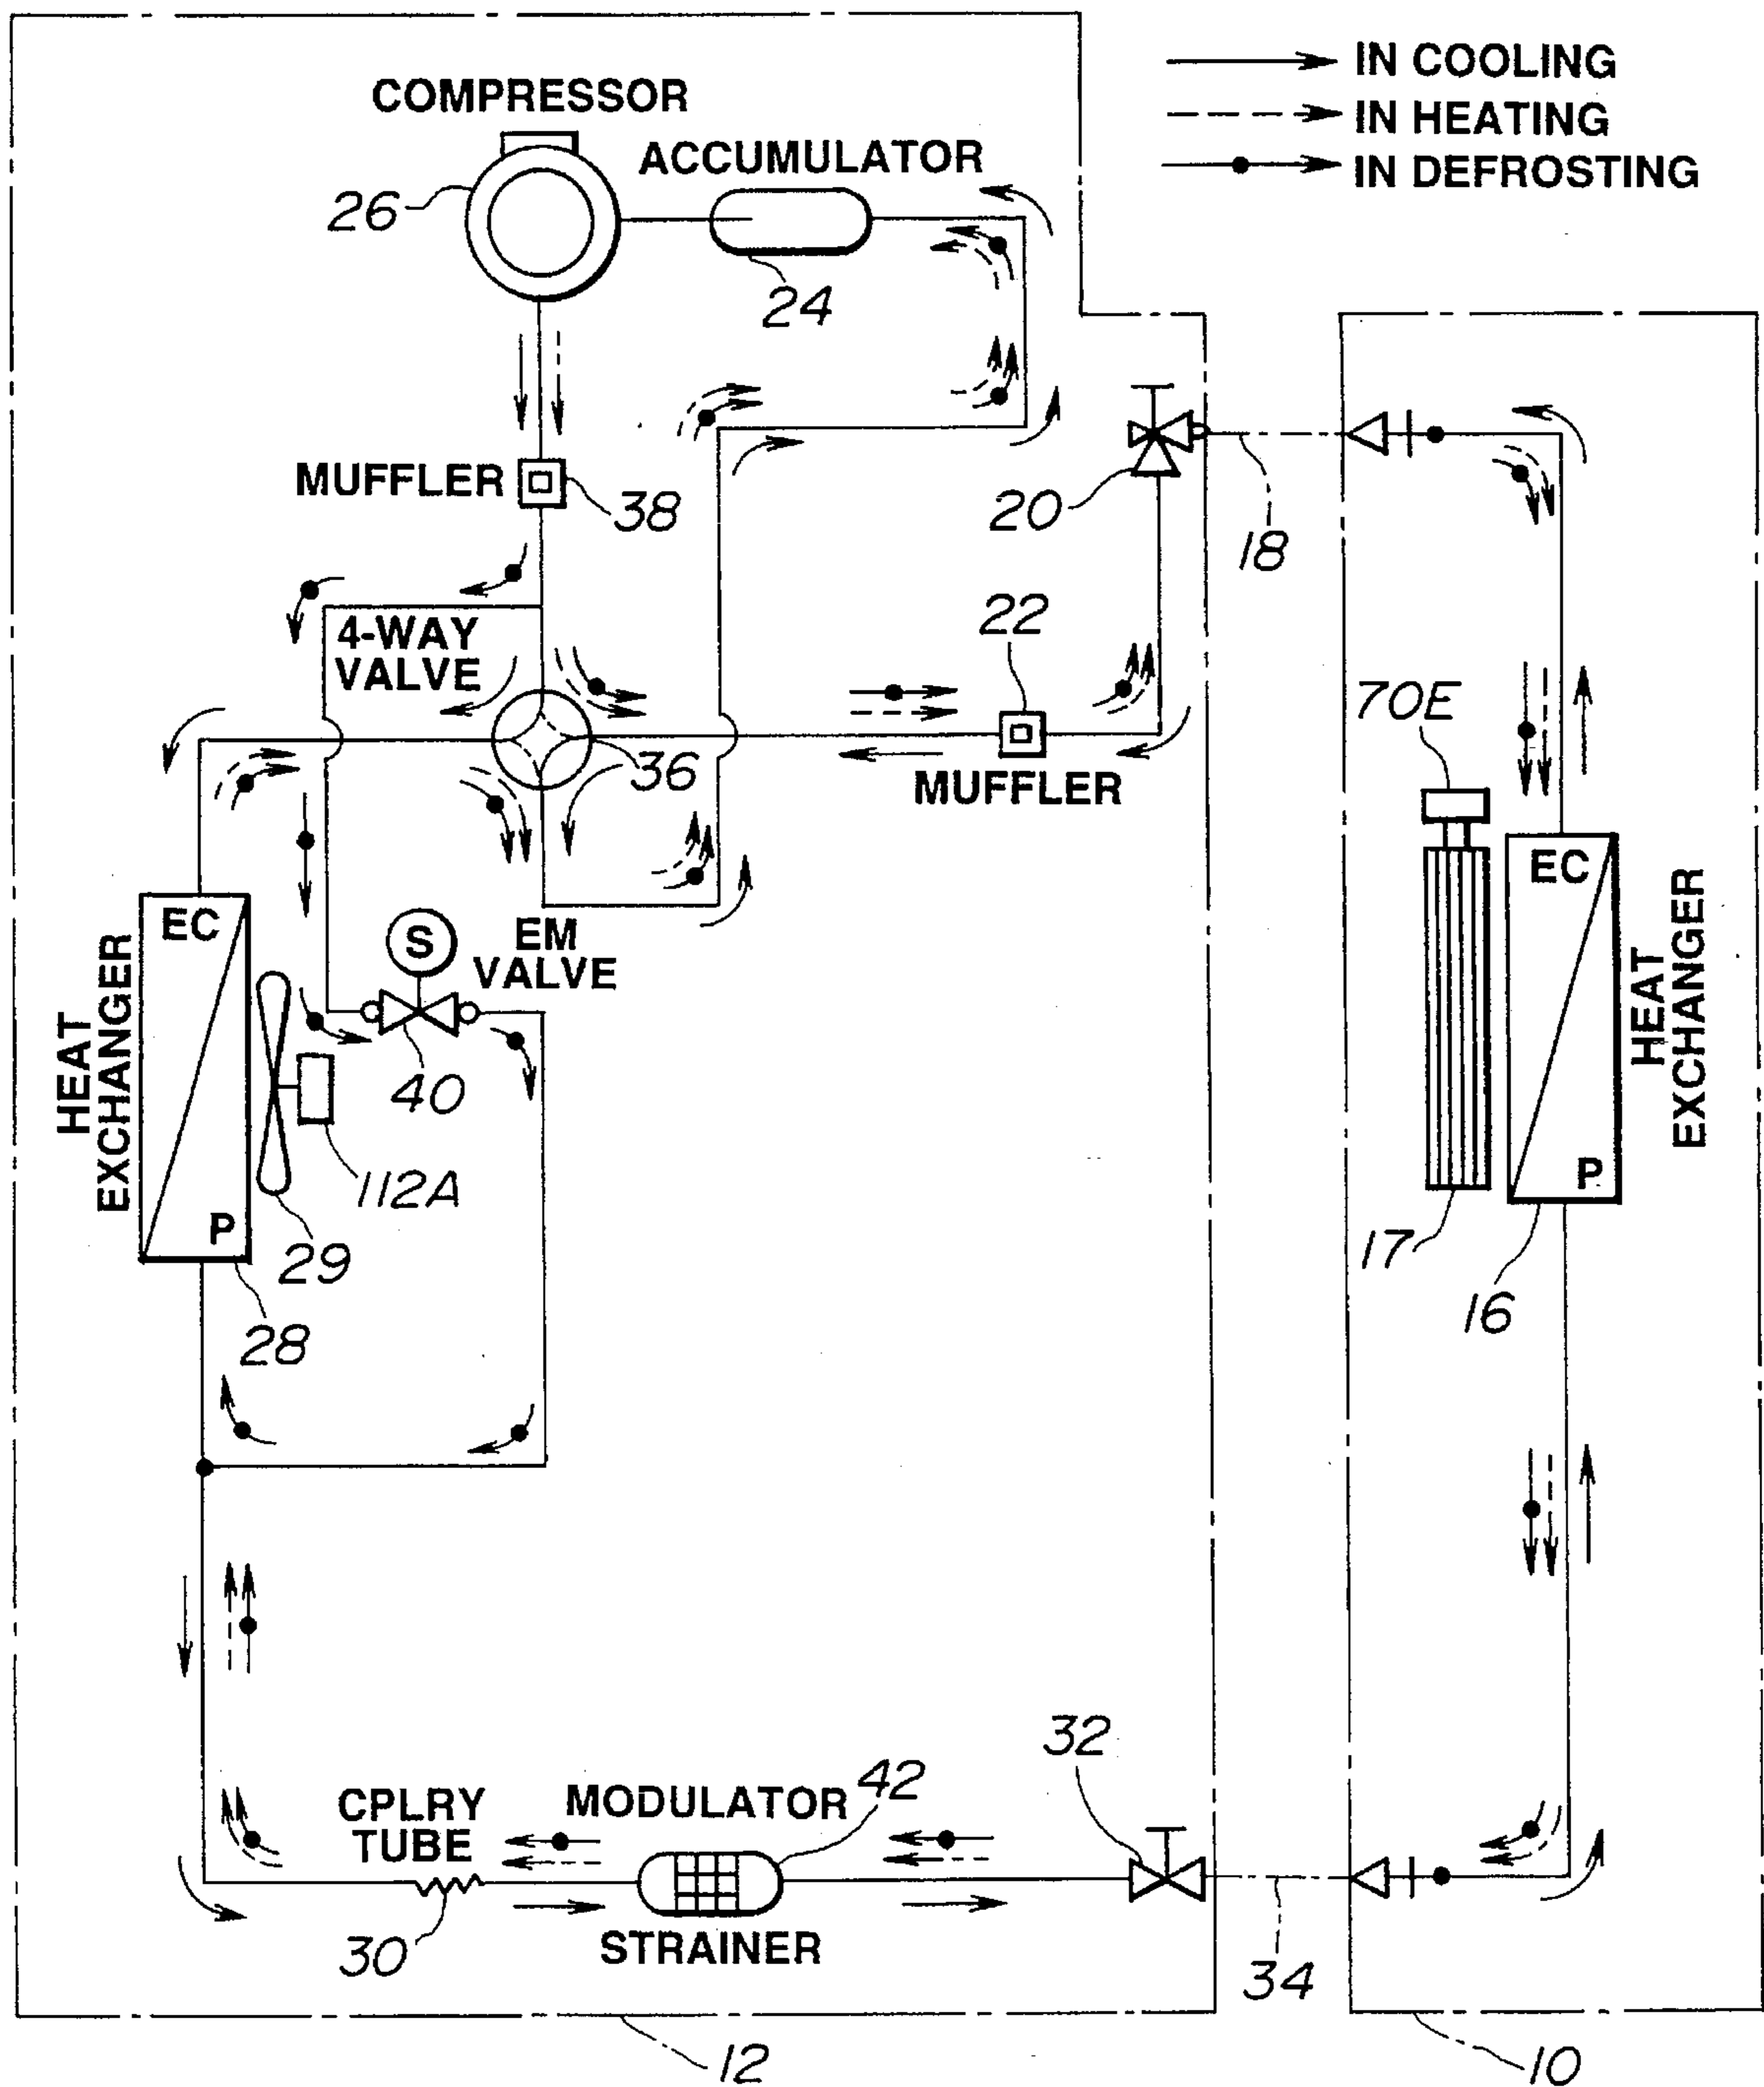 IN COOLING
IN HEATING
IN DEFROSTING
COMPRESSOR
ACCUMULATOR
26
24
MUFFLER
38
20
18
4-WAY
VALVE
22
36
MUFFLER
70E
EC
EC
S
EM
VALVE
HEAT
EXCHANGER
HEAT
EXCHANGER
40
112A
P
P
29
17
16
28
32
CPLRY
TUBE
MODULATOR
42
30
STRAINER
34
12
10